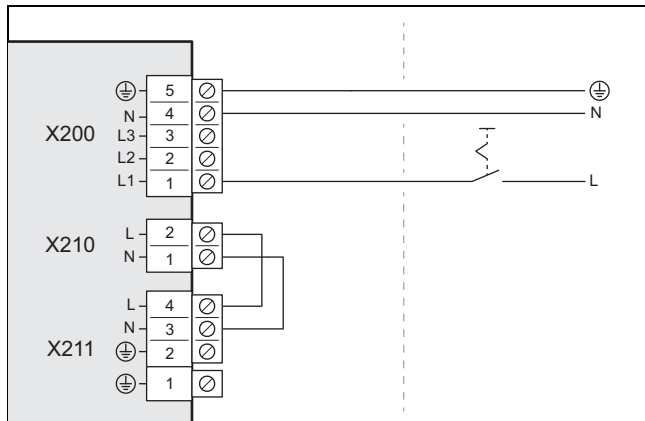 ⏚ 5 ⏚
N 4 N
X200 L3 3
L2 2
L1 1 L
L 2
X210 N 1
L 4
N 3
X211 ⏚ 2
⏚ 1